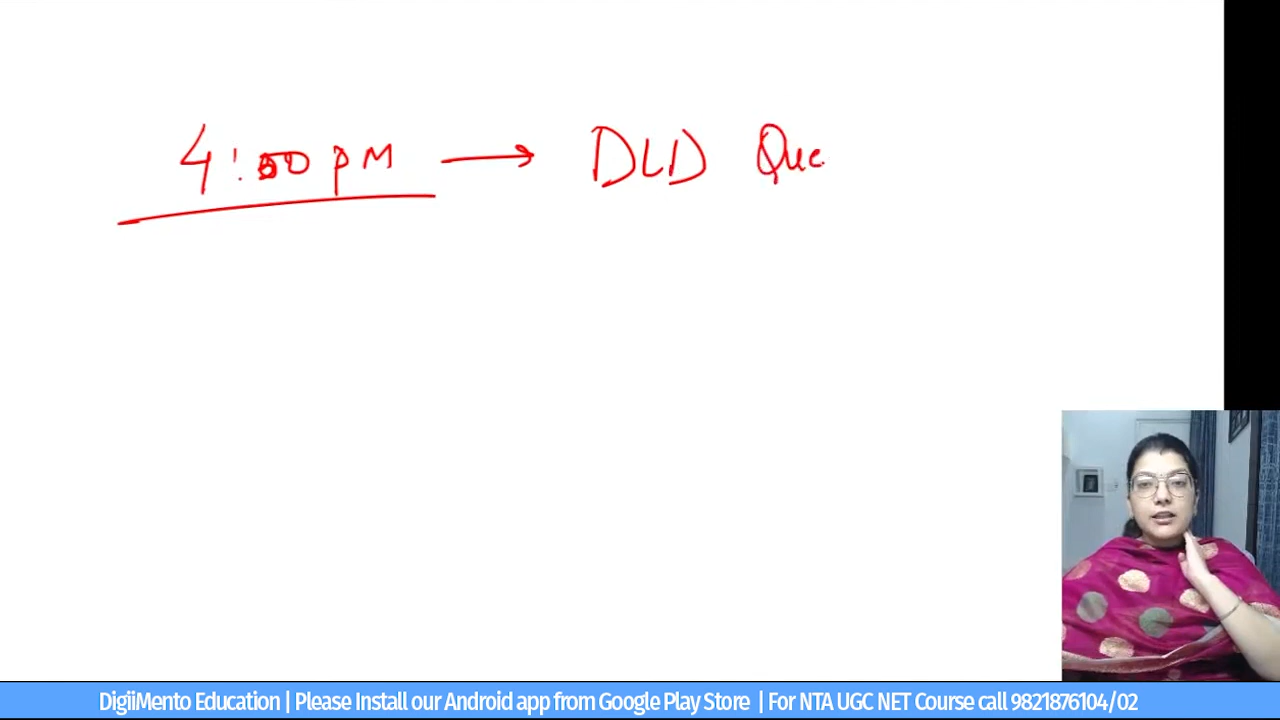 4:00 PM → DLD Que
DigiiMento Education | Please Install our Android app from Google Play Store | For NTA UGC NET Course call 9821876104/02